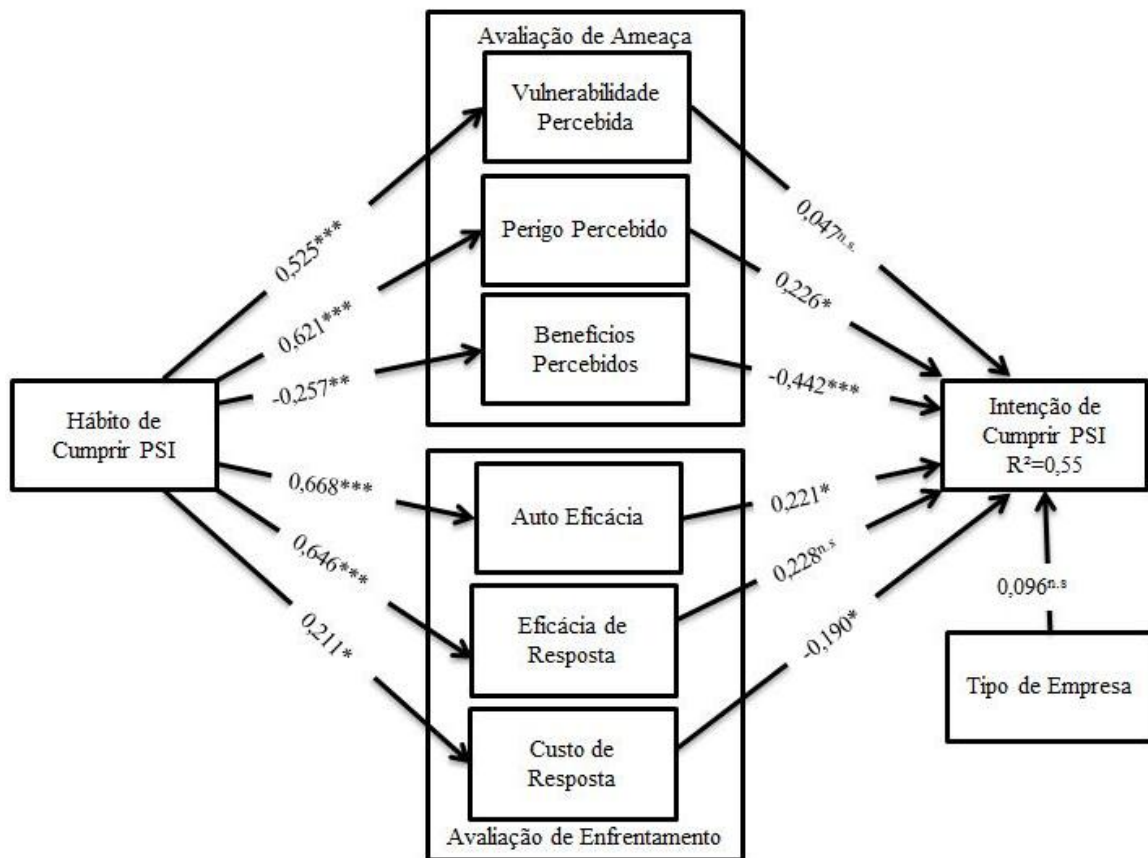 Avaliação de Ameaça
Vulnerabilidade
Percebida
0,525***
0,047n.s.
Perigo Percebido
0,621***
0,226*
Benefícios
Percebidos
-0,257**
-0,442***
Hábito de
Cumprir PSI
Intenção de
Cumprir PSI
R²=0,55
0,668***
Auto Eficácia
0,221*
0,646***
Eficácia de
Resposta
0,228n.s
0,211*
Custo de
Resposta
-0,190*
0,096n.s
Tipo de Empresa
Avaliação de Enfrentamento